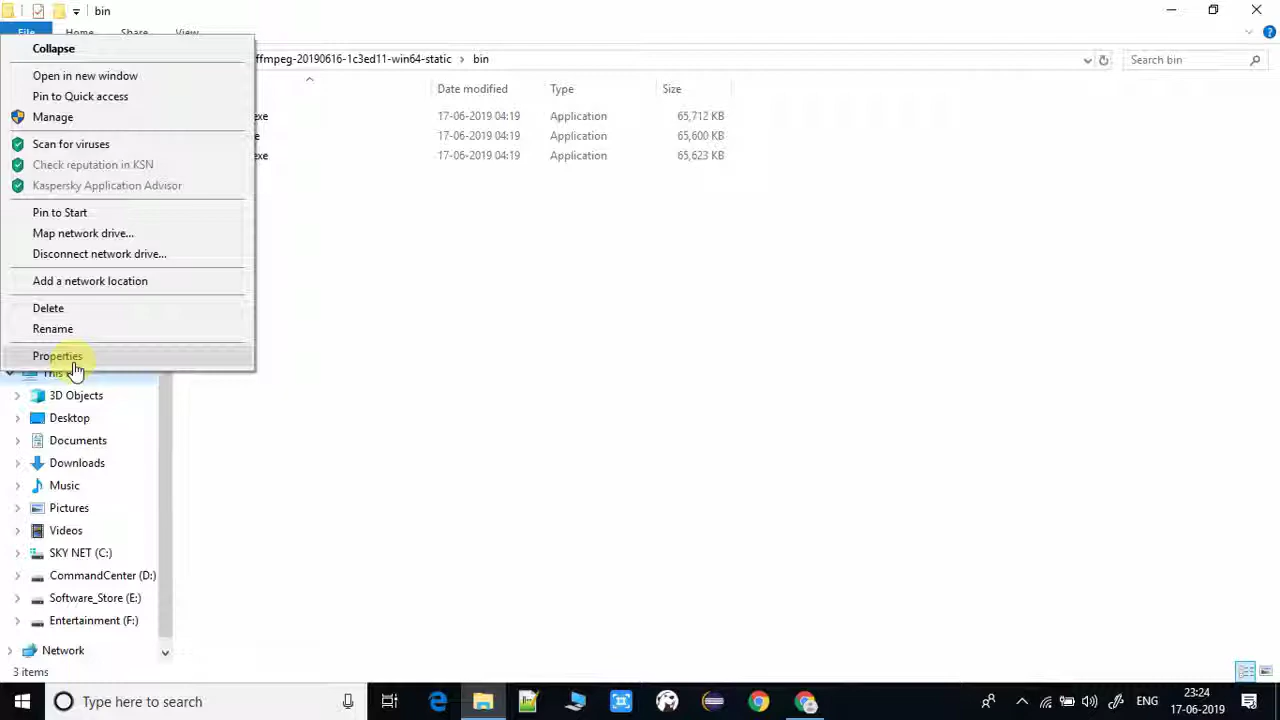 bin
File Home Share View
ffmpeg-20190616-1c3ed11-win64-static > bin
Search bin
Collapse
Open in new window
Pin to Quick access
Manage
Scan for viruses
Check reputation in KSN
Kaspersky Application Advisor
Pin to Start
Map network drive...
Disconnect network drive...
Add a network location
Delete
Rename
Properties
Date modified Type Size
exe 17-06-2019 04:19 Application 65,712 KB
e 17-06-2019 04:19 Application 65,600 KB
exe 17-06-2019 04:19 Application 65,623 KB
This
3D Objects
Desktop
Documents
Downloads
Music
Pictures
Videos
SKY NET (C:)
CommandCenter (D:)
Software_Store (E:)
Entertainment (F:)
Network
3 items
Type here to search
ENG
23:24
17-06-2019